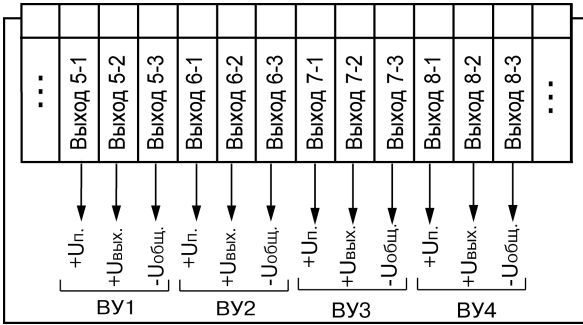 ...
Выход 5-1
Выход 5-2
Выход 5-3
Выход 6-1
Выход 6-2
Выход 6-3
Выход 7-1
Выход 7-2
Выход 7-3
Выход 8-1
Выход 8-2
Выход 8-3
...
+Uп.
+Uвых.
-Uобщ.
+Uп.
+Uвых.
-Uобщ.
+Uп.
+Uвых.
-Uобщ.
+Uп.
+Uвых.
-Uобщ.
ВУ1
ВУ2
ВУ3
ВУ4